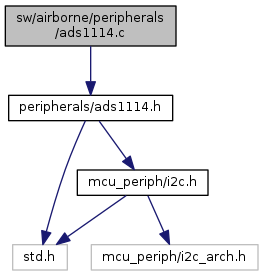 sw/airborne/peripherals
/ads1114.c
peripherals/ads1114.h
mcu_periph/i2c.h
std.h
mcu_periph/i2c_arch.h